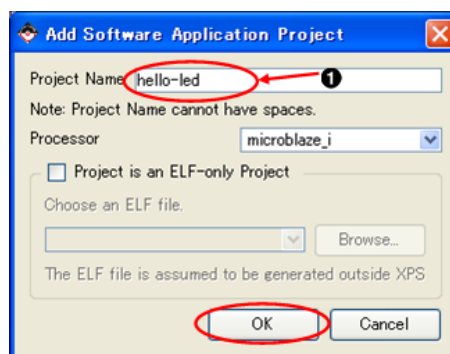 Add Software Application Project
Project Name hello-led ❶
Note: Project Name cannot have spaces.
Processor microblaze_i
Project is an ELF-only Project
Choose an ELF file.
Browse...
The ELF file is assumed to be generated outside XPS
OK Cancel